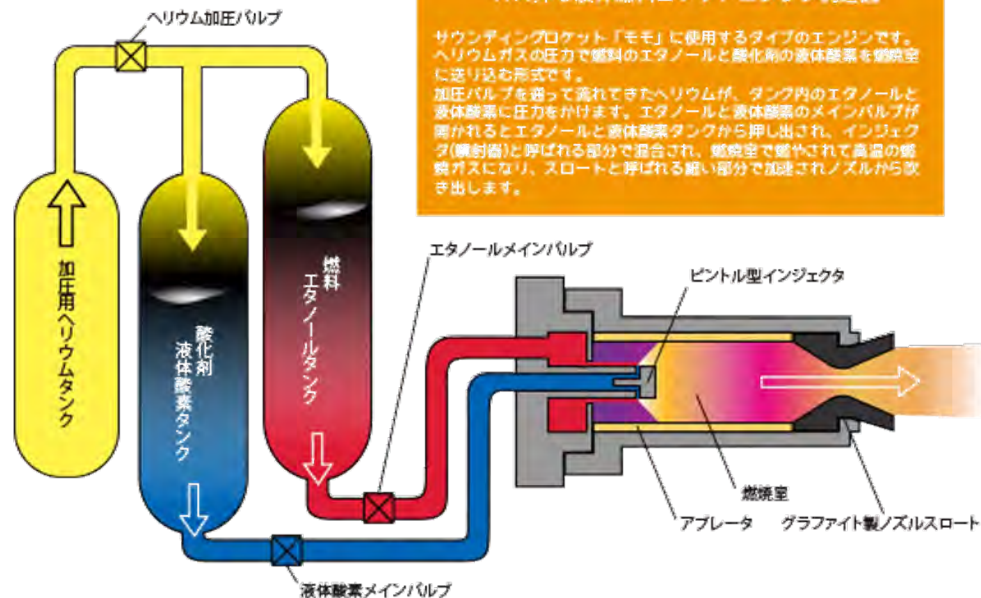 ヘリウム加圧バルブ
サウンディングロケット「モモ」に使用するタイプのエンジンです。
ヘリウムガスの圧力で燃料のエタノールと酸化剤の液体酸素を燃焼室
に送り込む形式です。
加圧バルブを通って流れてきたヘリウムが、タンク内のエタノールと
液体酸素に圧力をかけます。エタノールと液体酸素のメインバルブが
開かれるとエタノールと液体酸素タンクから押し出され、インジェク
タ(噴射器)と呼ばれる部分で混合され、燃焼室で燃やされて高温の燃
焼ガスになり、スロートと呼ばれる細い部分で加速されノズルから吹
き出します。
加圧用ヘリウムタンク
酸化剤
液体酸素タンク
燃料
エタノールタンク
エタノールメインバルブ
ピントル型インジェクタ
燃焼室
アブレータ
グラファイト製ノズルスロート
液体酸素メインバルブ